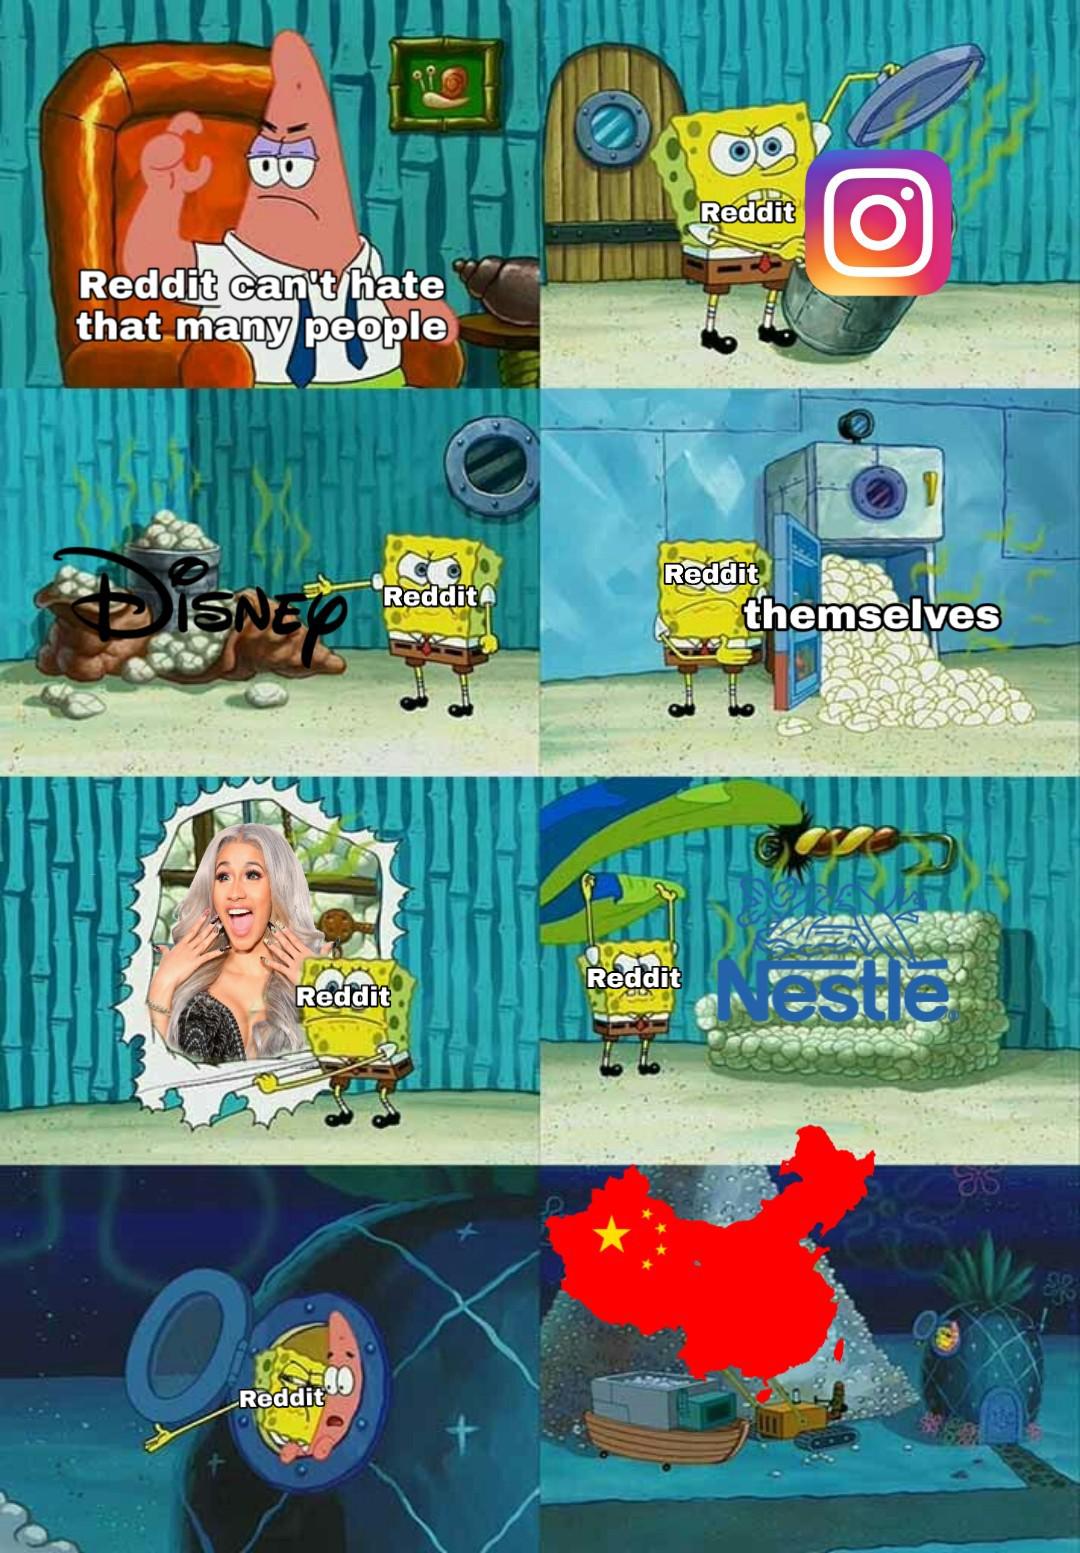 Reddit can't hate
that many people
Reddit
DISNEY
Reddit
Reddit
themselves
Reddit
Reddit
Nestlé
Reddit